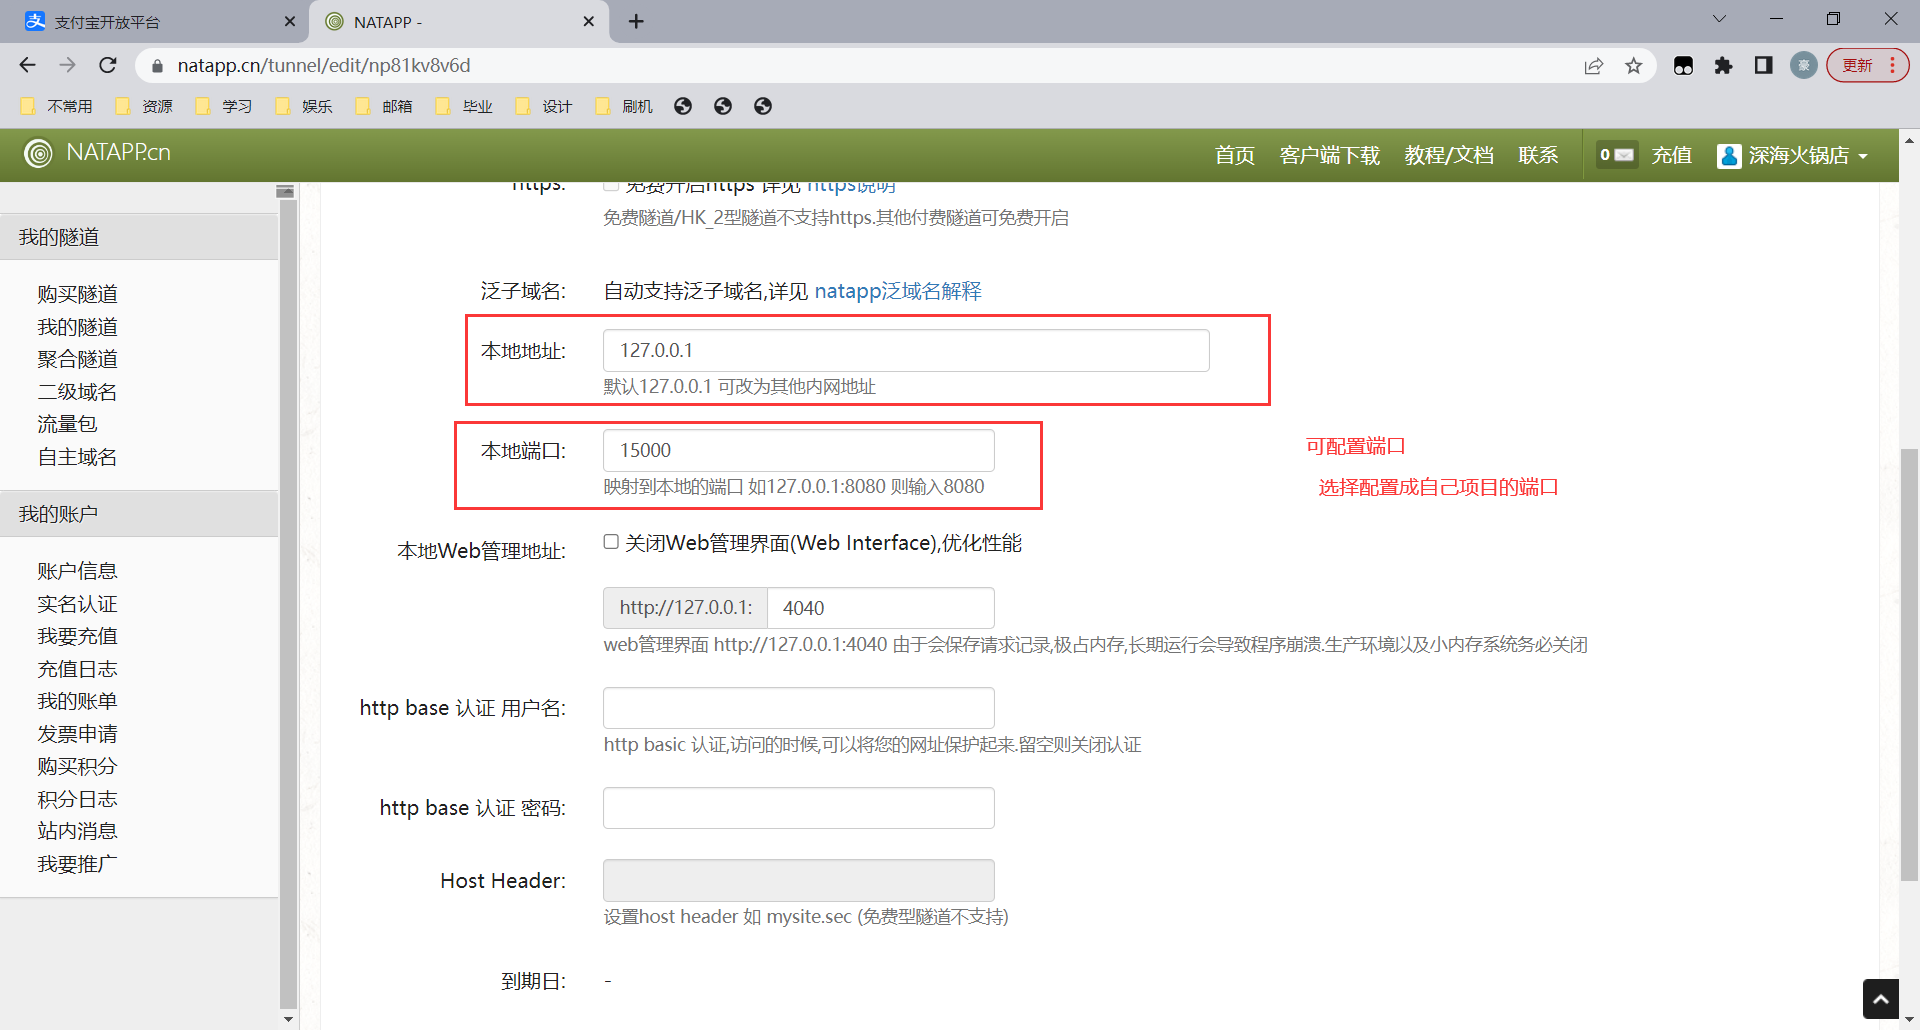 支付宝开放平台
NATAPP -
natapp.cn/tunnel/edit/np81kv8v6d
豪
更新
不常用
资源
学习
娱乐
邮箱
毕业
设计
刷机
NATAPP.cn
首页
客户端下载
教程/文档
联系
0
充值
深海火锅店
我的隧道
购买隧道
我的隧道
聚合隧道
二级域名
流量包
自主域名
我的账户
账户信息
实名认证
我要充值
充值日志
我的账单
发票申请
购买积分
积分日志
站内消息
我要推广
https: 免费开启https 详见 https说明
免费隧道/HK_2型隧道不支持https.其他付费隧道可免费开启
泛子域名: 自动支持泛子域名,详见 natapp泛域名解释
本地地址: 127.0.0.1
默认127.0.0.1 可改为其他内网地址
本地端口: 15000
映射到本地的端口 如127.0.0.1:8080 则输入8080
可配置端口
选择配置成自己项目的端口
本地Web管理地址: 关闭Web管理界面(Web Interface),优化性能
http://127.0.0.1: 4040
web管理界面 http://127.0.0.1:4040 由于会保存请求记录,极占内存,长期运行会导致程序崩溃.生产环境以及小内存系统务必关闭
http base 认证 用户名:
http basic 认证,访问的时候,可以将您的网址保护起来.留空则关闭认证
http base 认证 密码:
Host Header:
设置host header 如 mysite.sec (免费型隧道不支持)
到期日: -